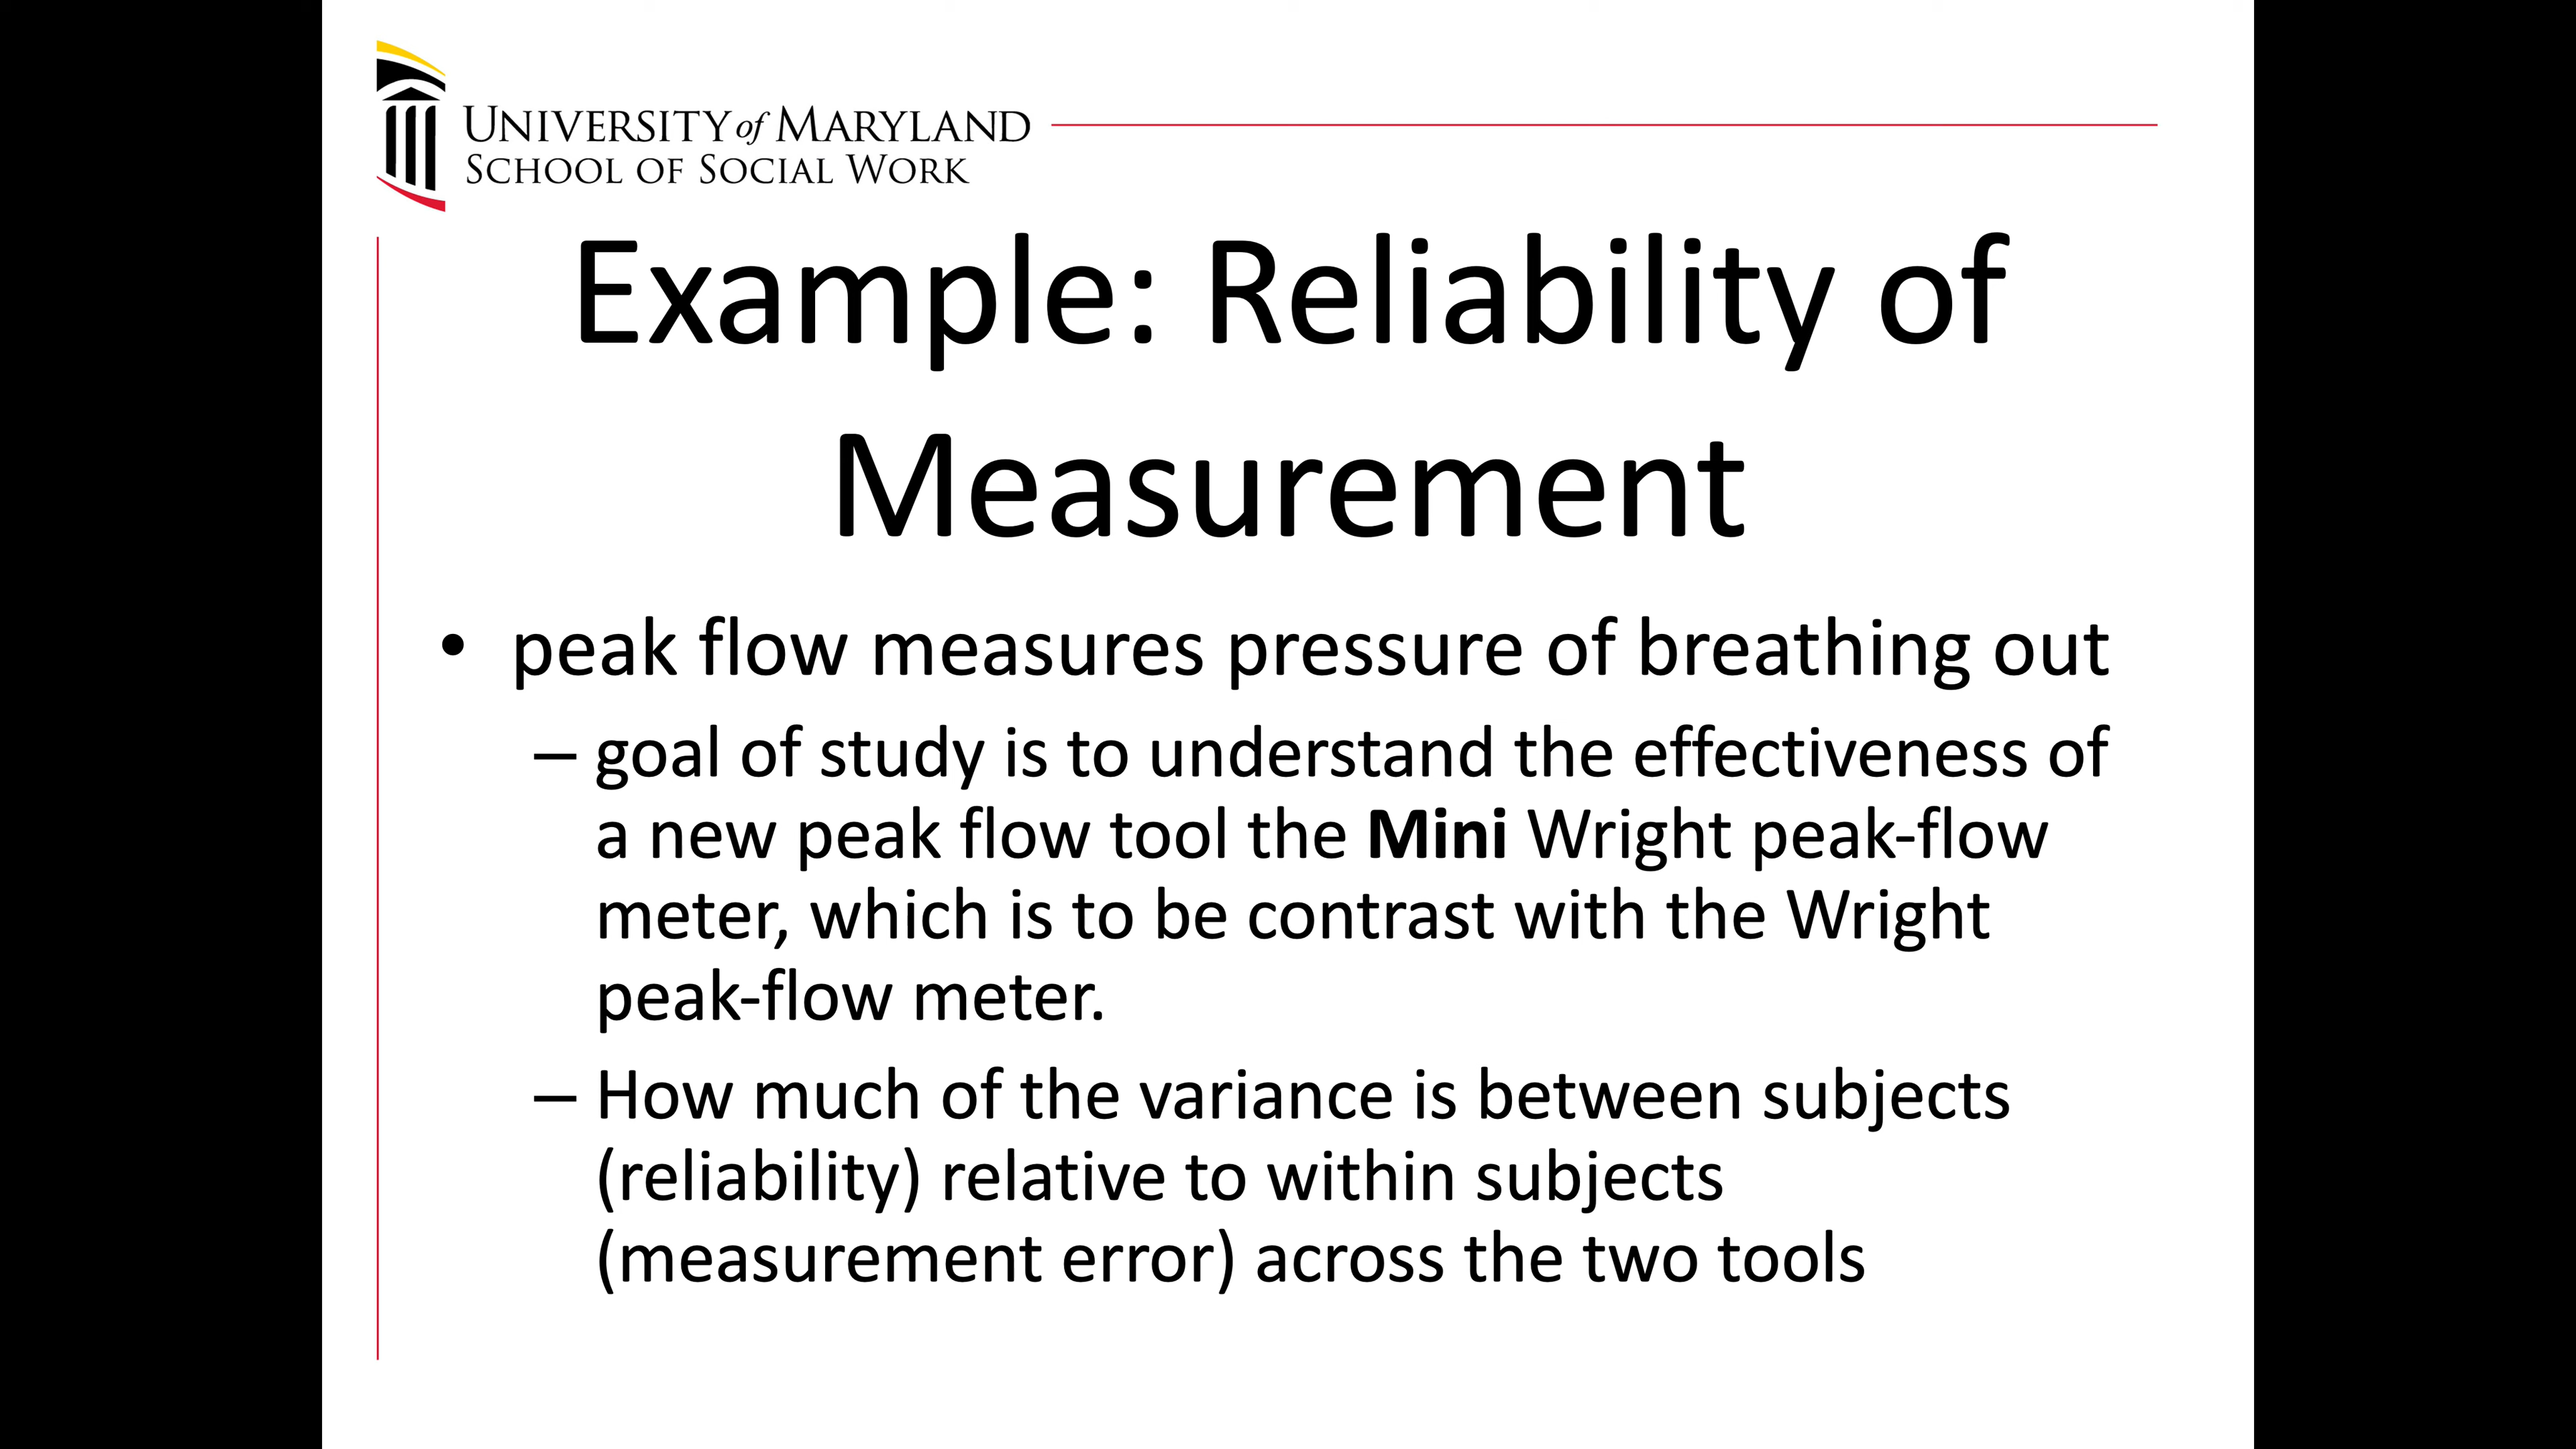 UNIVERSITY of MARYLAND
SCHOOL OF SOCIAL WORK
Example: Reliability of
Measurement
• peak flow measures pressure of breathing out
– goal of study is to understand the effectiveness of
a new peak flow tool the Mini Wright peak-flow
meter, which is to be contrast with the Wright
peak-flow meter.
– How much of the variance is between subjects
(reliability) relative to within subjects
(measurement error) across the two tools